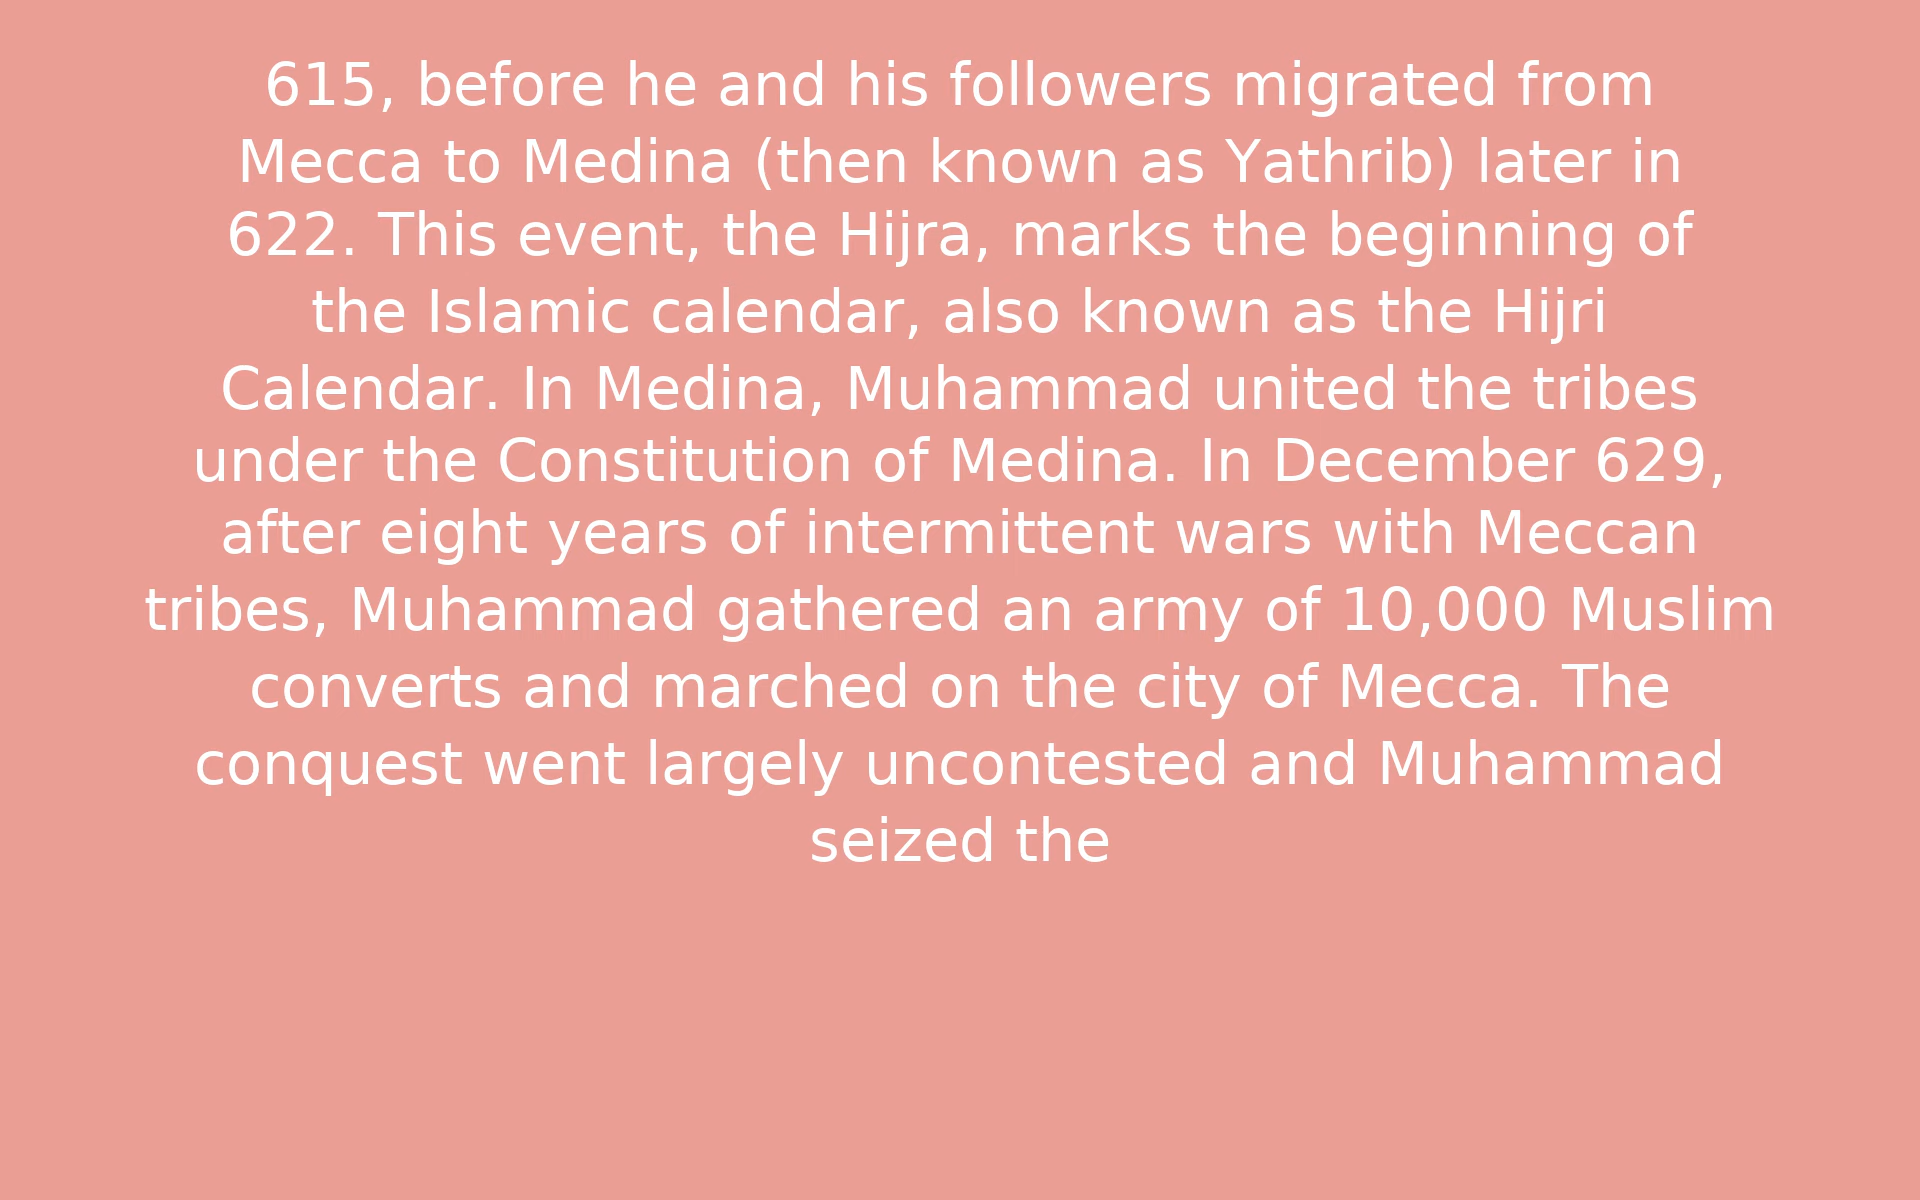 615, before he and his followers migrated from
Mecca to Medina (then known as Yathrib) later in
622. This event, the Hijra, marks the beginning of
the Islamic calendar, also known as the Hijri
Calendar. In Medina, Muhammad united the tribes
under the Constitution of Medina. In December 629,
after eight years of intermittent wars with Meccan
tribes, Muhammad gathered an army of 10,000 Muslim
converts and marched on the city of Mecca. The
conquest went largely uncontested and Muhammad
seized the